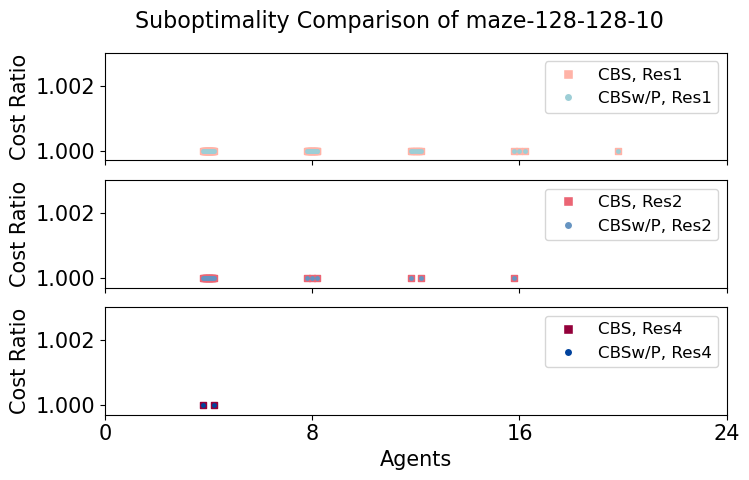 Suboptimality Comparison of maze-128-128-10
Cost Ratio
1.002
1.000
CBS, Res1
CBSw/P, Res1
Cost Ratio
1.002
1.000
CBS, Res2
CBSw/P, Res2
Cost Ratio
1.002
1.000
CBS, Res4
CBSw/P, Res4
0 8 16 24
Agents